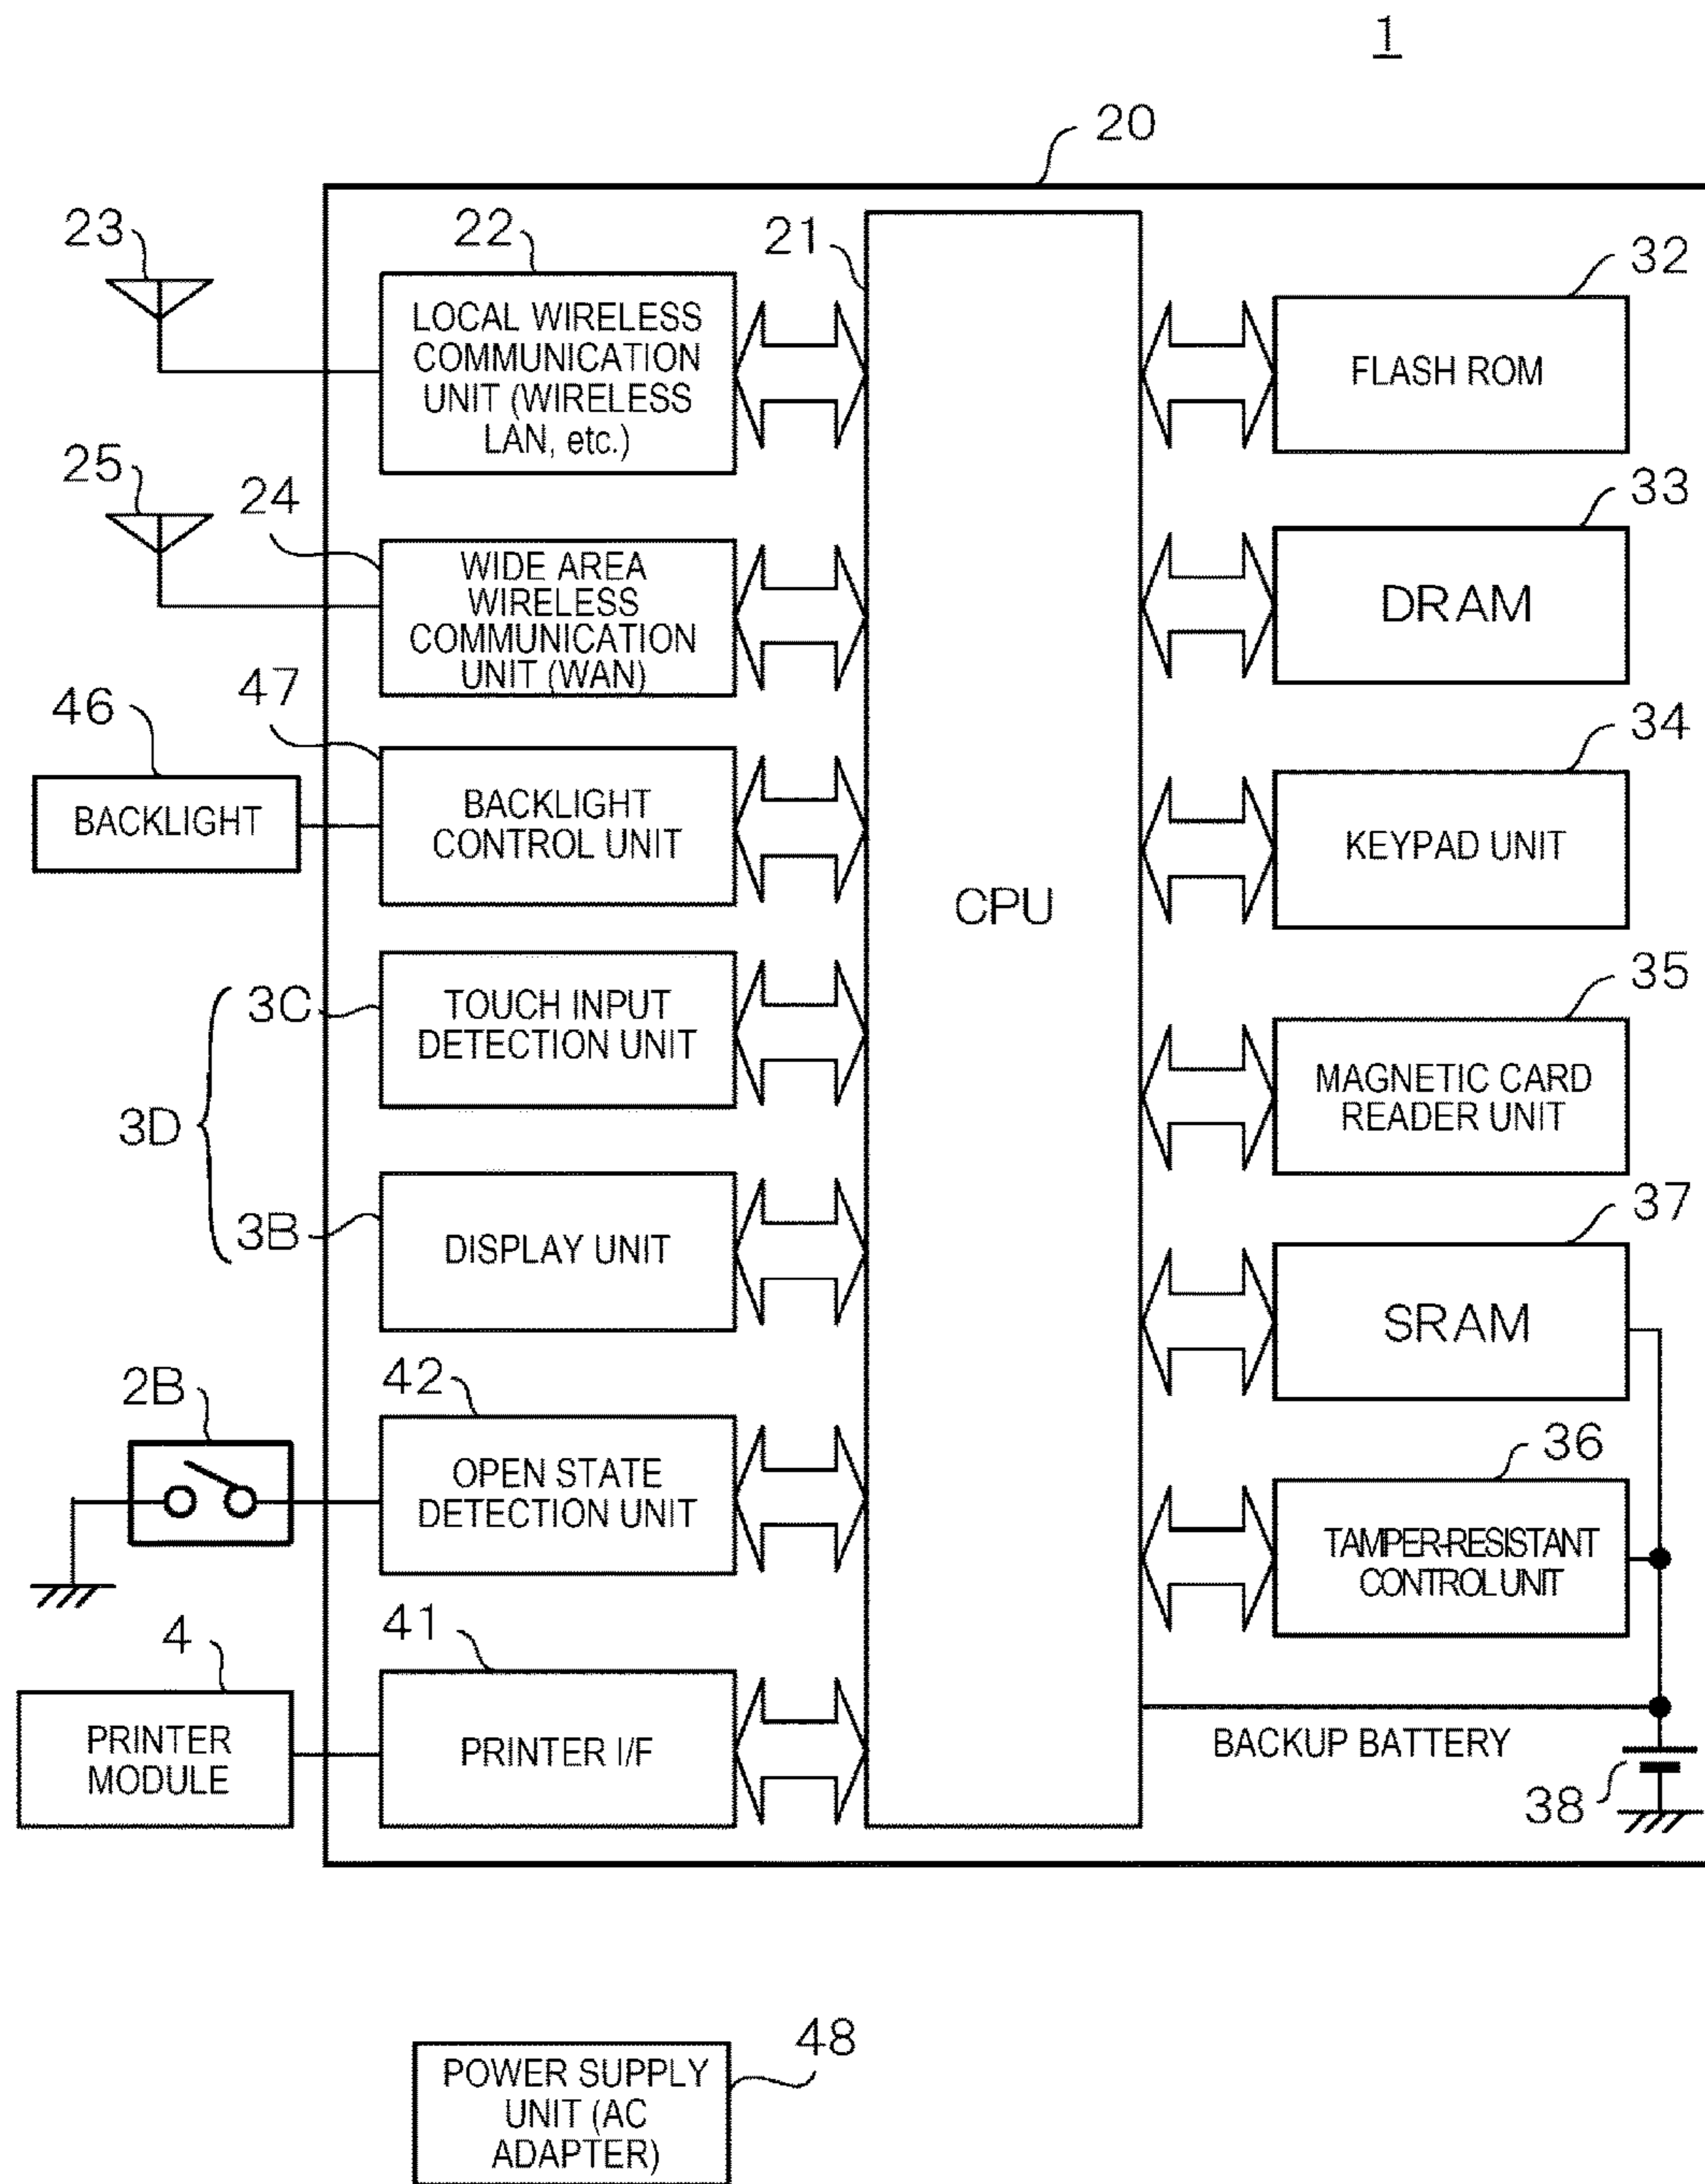 1
20
23
22
21
32
LOCAL WIRELESS
COMMUNICATION
UNIT (WIRELESS
LAN, etc.)
FLASH ROM
25
24
33
WIDE AREA
WIRELESS
COMMUNICATION
UNIT (WAN)
DRAM
46
47
34
BACKLIGHT
BACKLIGHT
CONTROL UNIT
CPU
KEYPAD UNIT
3C
35
TOUCH INPUT
DETECTION UNIT
MAGNETIC CARD
READER UNIT
3D
3B
37
DISPLAY UNIT
SRAM
2B
42
36
OPEN STATE
DETECTION UNIT
TAMPER-RESISTANT
CONTROL UNIT
4
41
PRINTER
MODULE
PRINTER I/F
BACKUP BATTERY
38
48
POWER SUPPLY
UNIT (AC
ADAPTER)